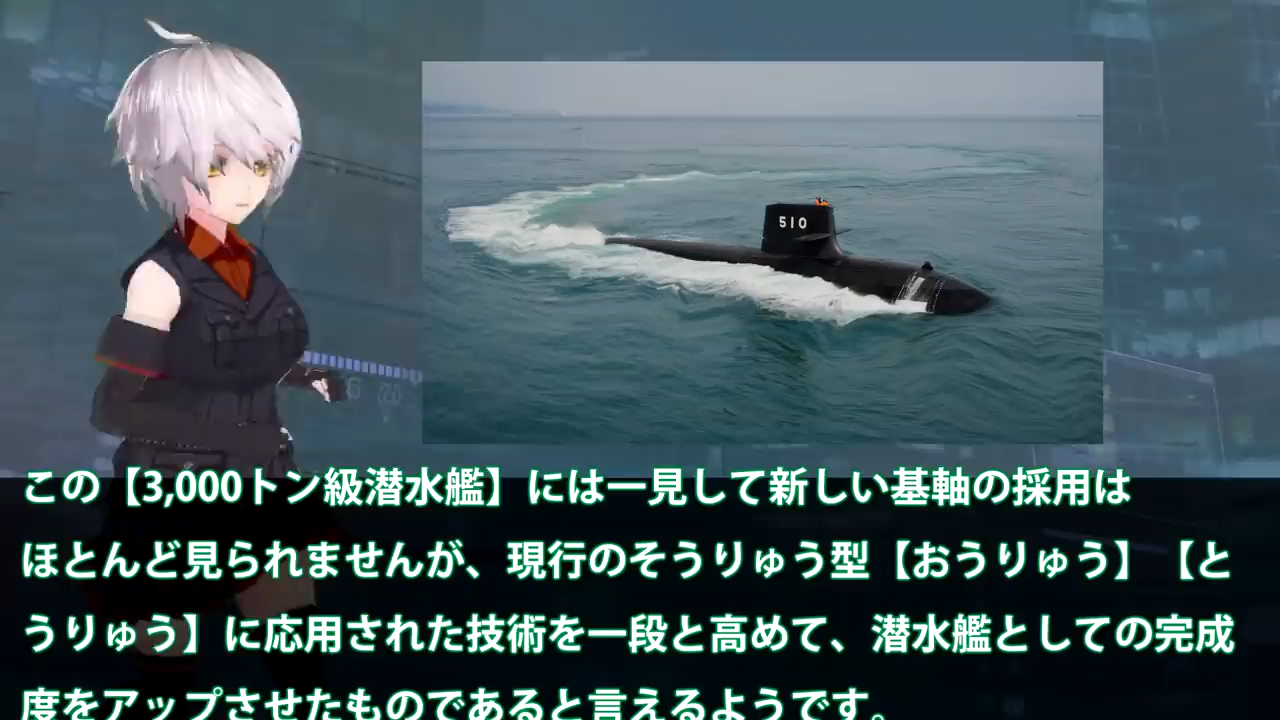 510
この【3,000トン級潜水艦】には一見して新しい基軸の採用は
ほとんど見られませんが、現行のそうりゅう型【おうりゅう】【と
うりゅう】に応用された技術を一段と高めて、潜水艦としての完成
度をアップさせたものであると言えるようです。